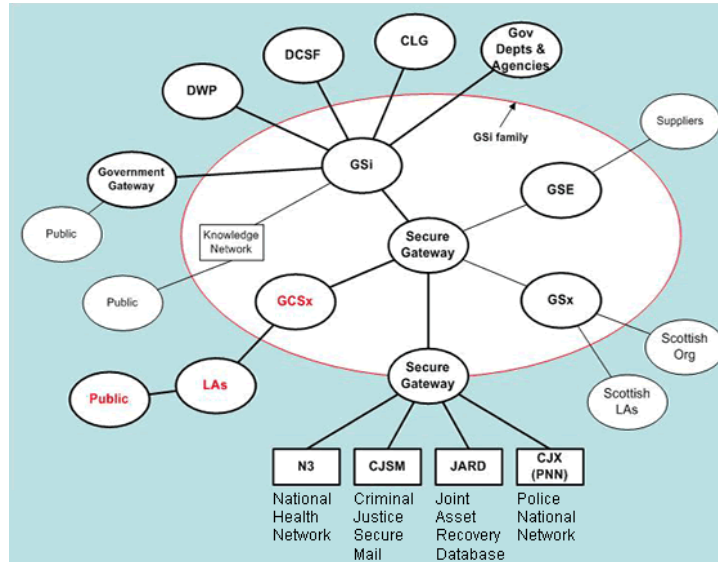 DCSF
CLG
Gov
Depts &
Agencies
DWP
GSi family
Suppliers
GSi
Government
Gateway
GSE
Public
Knowledge
Network
Secure
Gateway
Public
GCSx
GSx
Scottish
Org
LAs
Public
Secure
Gateway
Scottish
LAs
N3
CJSM
JARD
CJX
(PNN)
National
Health
Network
Criminal
Justice
Secure
Mail
Joint
Asset
Recovery
Database
Police
National
Network